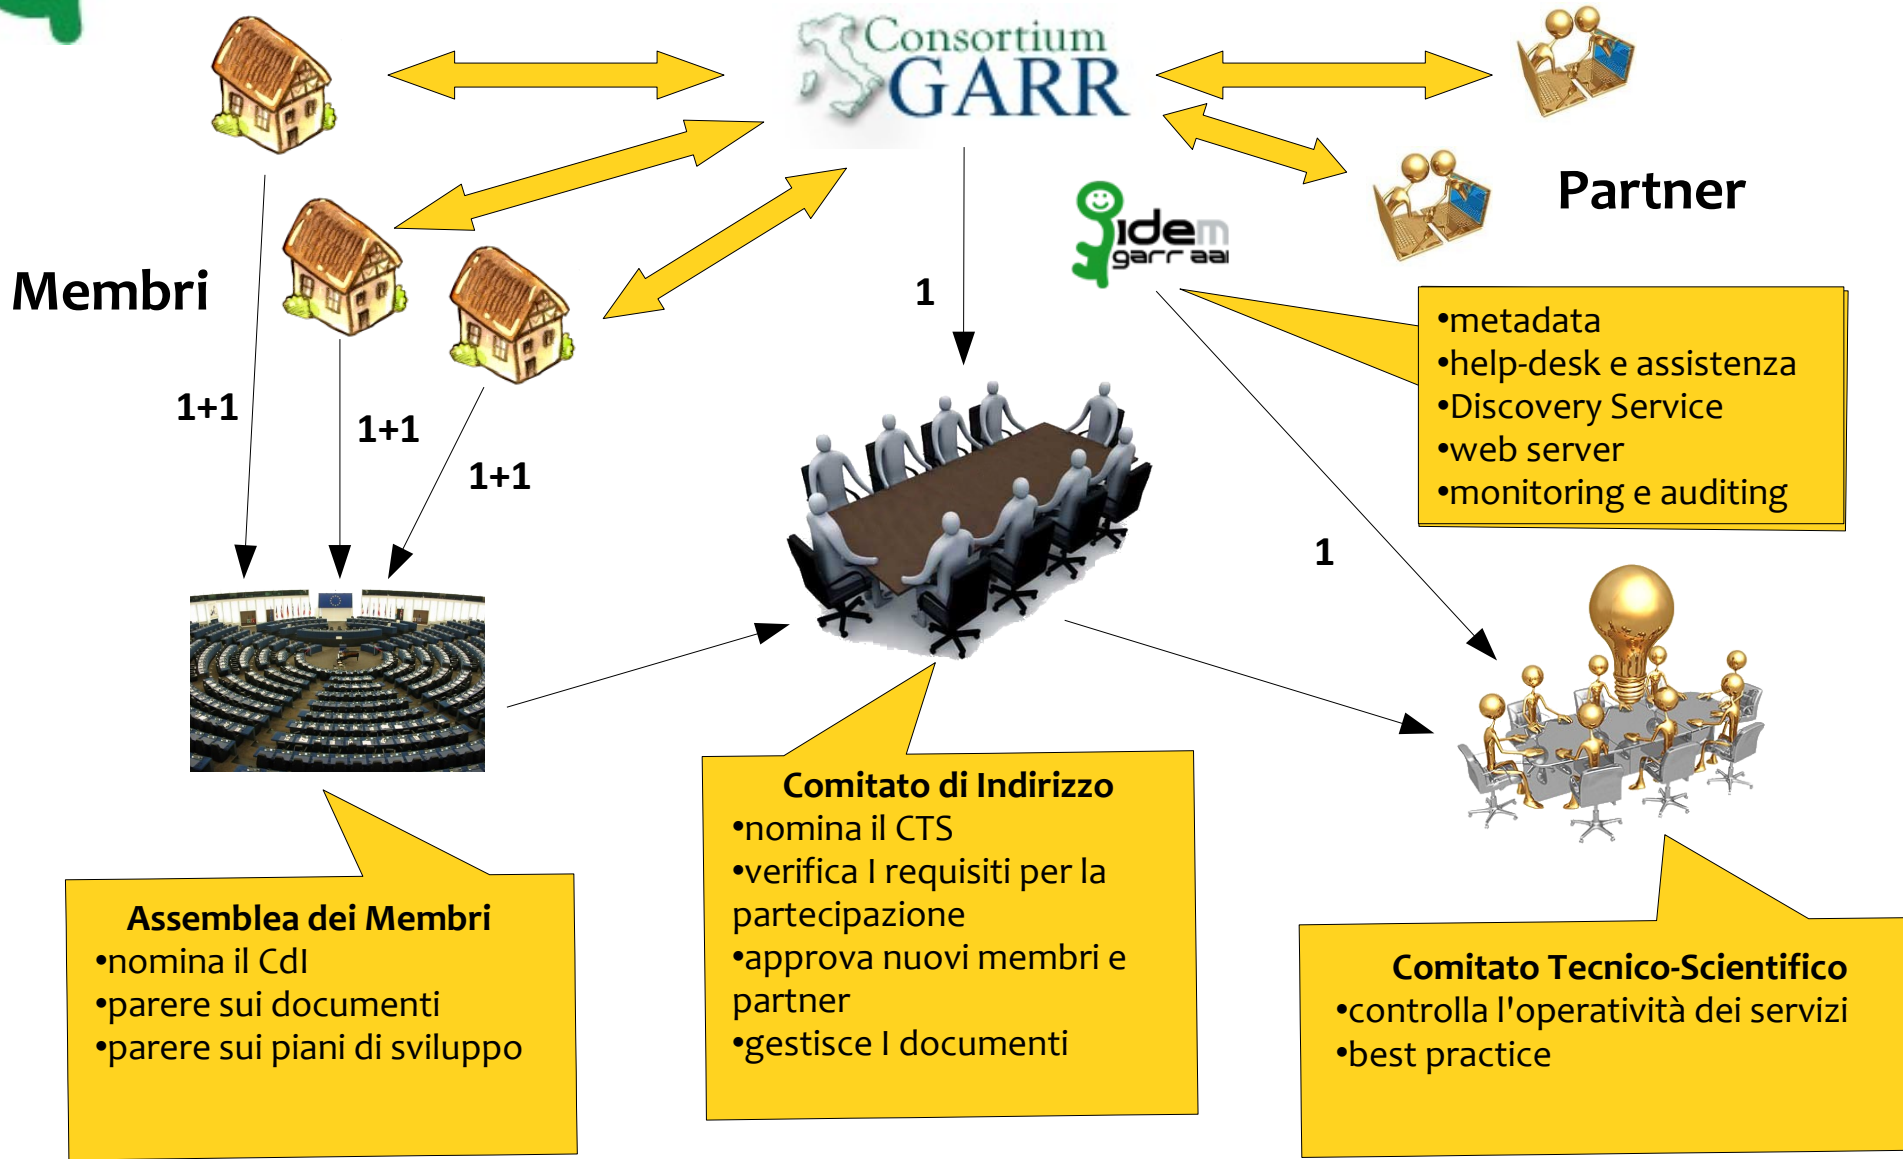 Consortium
GARR
Partner
idem
garr aai
Membri
1
1+1
1+1
1+1
1
•metadata
•help-desk e assistenza
•Discovery Service
•web server
•monitoring e auditing
Assemblea dei Membri
•nomina il CdI
•parere sui documenti
•parere sui piani di sviluppo
Comitato di Indirizzo
•nomina il CTS
•verifica I requisiti per la
partecipazione
•approva nuovi membri e
partner
•gestisce I documenti
Comitato Tecnico-Scientifico
•controlla l'operatività dei servizi
•best practice